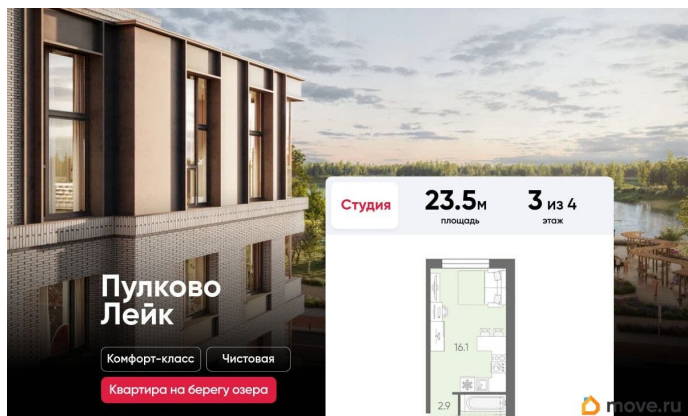 Студия
23.5м
площадь
3 из 4
этаж
16.1
2.9
Пулково
Лейк
Комфорт-класс
Чистовая
Квартира на берегу озера
move.ru